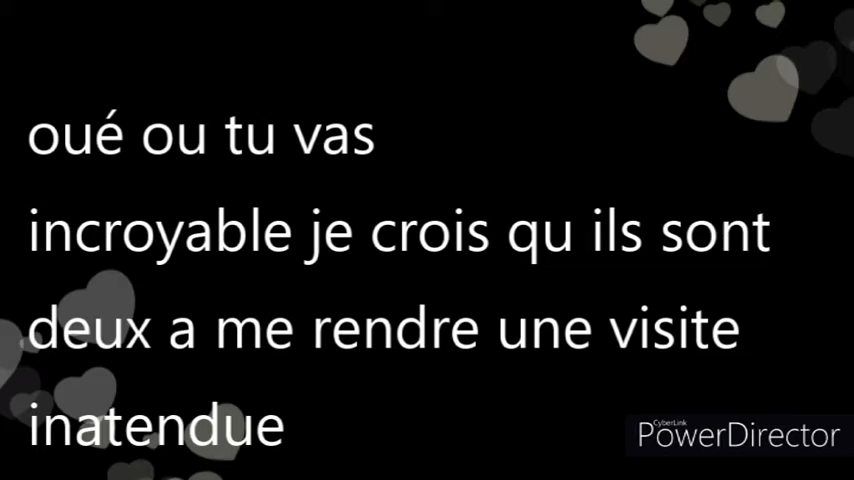 oué ou tu vas
incroyable je crois qu ils sont
deux a me rendre une visite
inatendue
CyberLink
PowerDirector